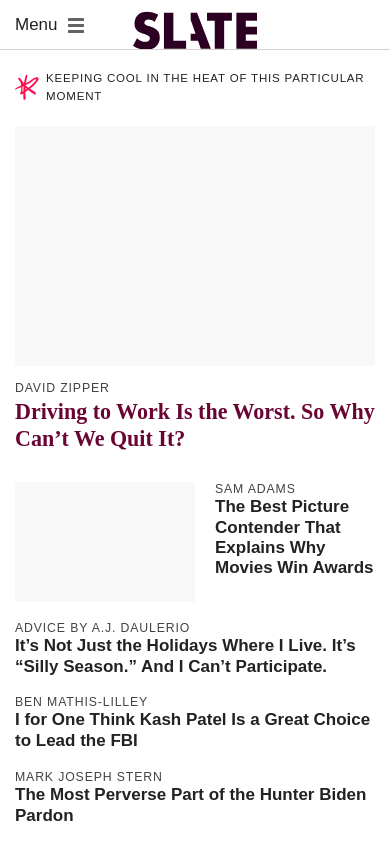 Menu
SLATE
KEEPING COOL IN THE HEAT OF THIS PARTICULAR
MOMENT
DAVID ZIPPER
Driving to Work Is the Worst. So Why
Can’t We Quit It?
SAM ADAMS
The Best Picture
Contender That
Explains Why
Movies Win Awards
ADVICE BY A.J. DAULERIO
It’s Not Just the Holidays Where I Live. It’s
“Silly Season.” And I Can’t Participate.
BEN MATHIS-LILLEY
I for One Think Kash Patel Is a Great Choice
to Lead the FBI
MARK JOSEPH STERN
The Most Perverse Part of the Hunter Biden
Pardon